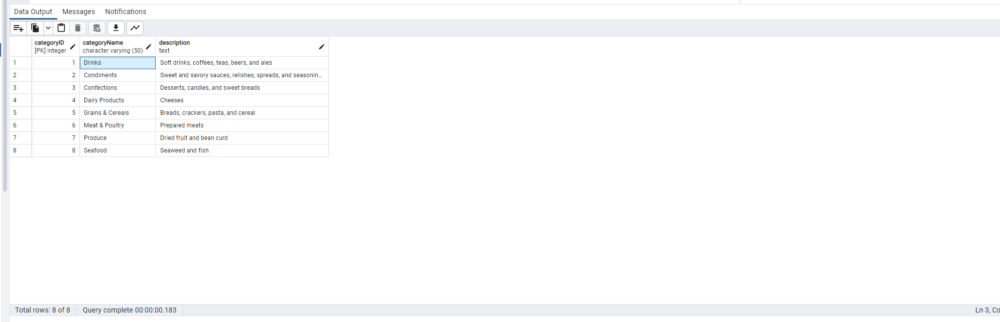 Data Output Messages Notifications
categoryID categoryName description
[PK] integer character varying (50) text
1 1 Drinks Soft drinks, coffees, teas, beers, and ales
2 2 Condiments Sweet and savory sauces, relishes, spreads, and seasonin...
3 3 Confections Desserts, candies, and sweet breads
4 4 Dairy Products Cheeses
5 5 Grains & Cereals Breads, crackers, pasta, and cereal
6 6 Meat & Poultry Prepared meats
7 7 Produce Dried fruit and bean curd
8 8 Seafood Seaweed and fish
Total rows: 8 of 8 Query complete 00:00:00.183 Ln 3, Co